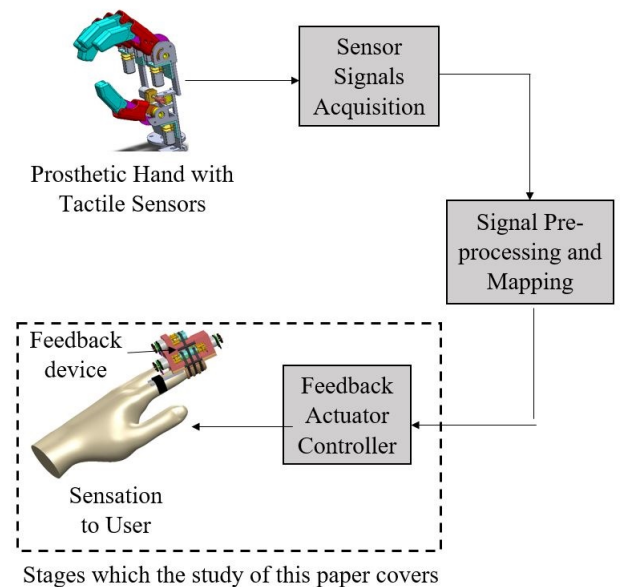 Sensor
Signals
Acquisition
Prosthetic Hand with
Tactile Sensors
Signal Pre-
processing and
Mapping
Feedback
device
Feedback
Actuator
Controller
Sensation
to User
Stages which the study of this paper covers